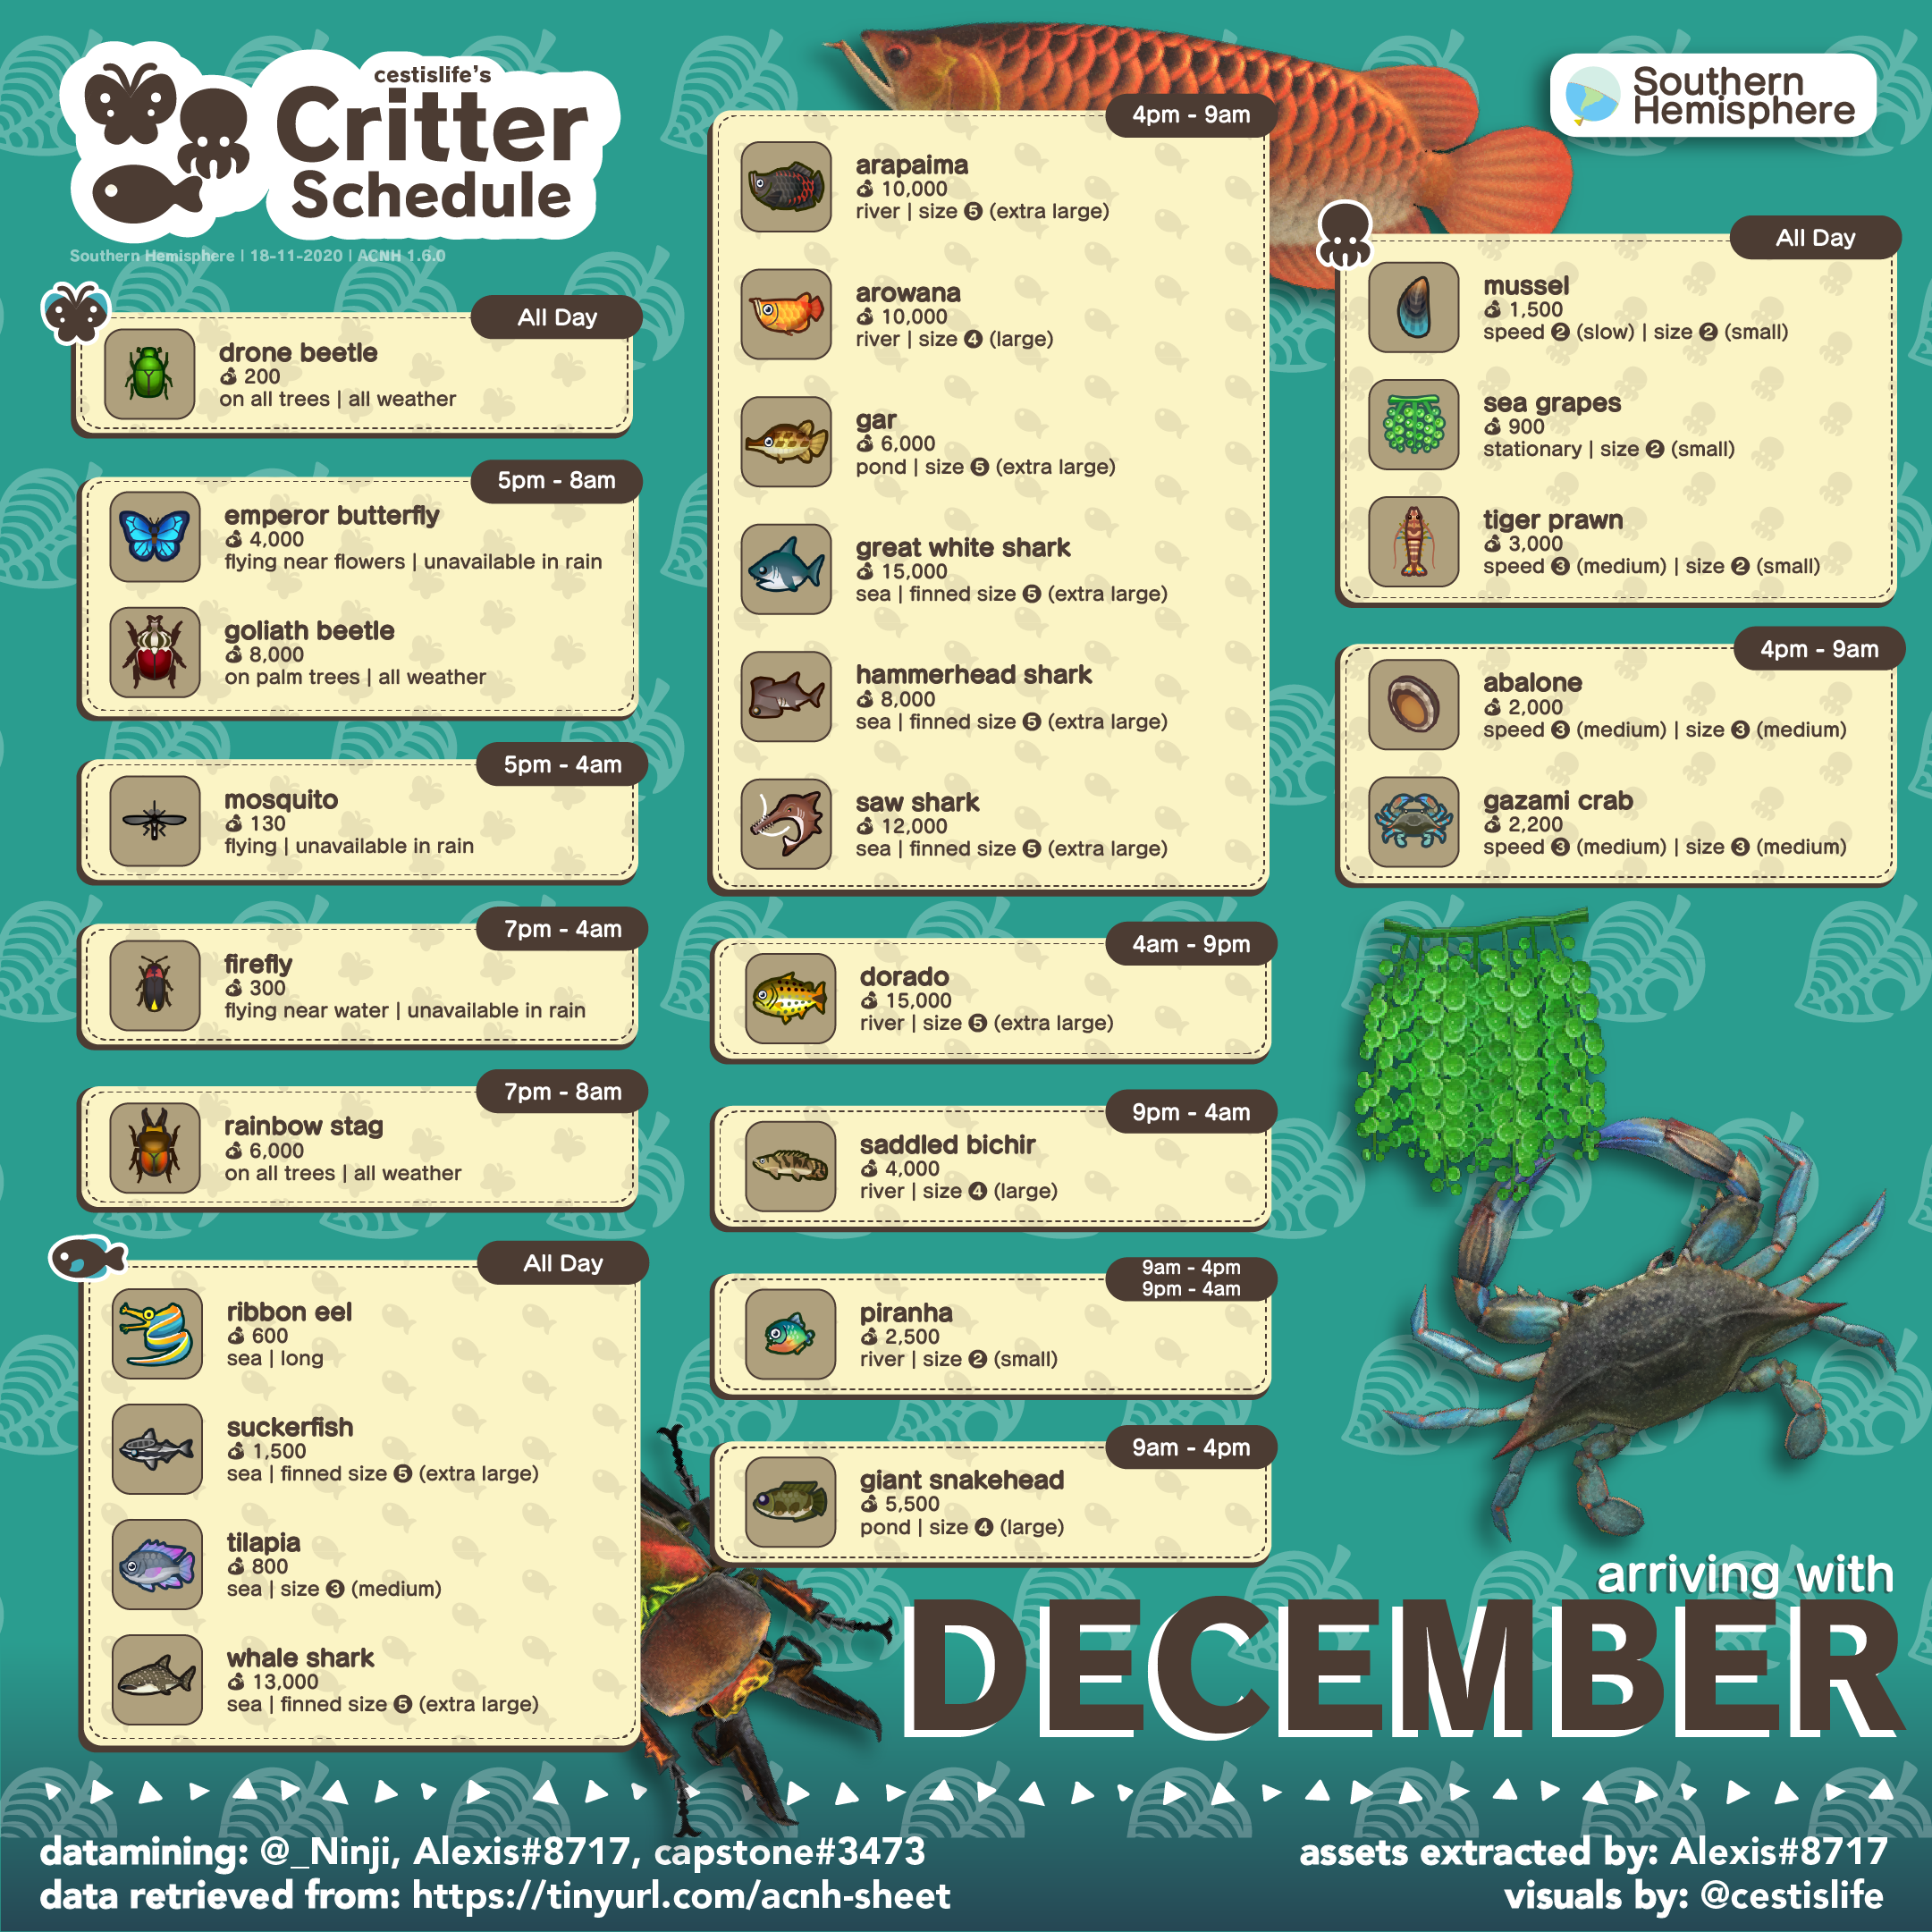 cestislife's
Critter
Schedule
Southern Hemisphere | 18-11-2020 | ACNH 1.6.0
All Day
drone beetle
200
on all trees | all weather
5pm - 8am
emperor butterfly
4,000
flying near flowers | unavailable in rain
goliath beetle
8,000
on palm trees | all weather
5pm - 4am
mosquito
130
flying | unavailable in rain
7pm - 4am
firefly
300
flying near water | unavailable in rain
7pm - 8am
rainbow stag
6,000
on all trees | all weather
All Day
ribbon eel
600
sea | long
suckerfish
1,500
sea | finned size 5 (extra large)
tilapia
800
sea | size 3 (medium)
whale shark
13,000
sea | finned size 5 (extra large)
4pm - 9am
arapaima
10,000
river | size 5 (extra large)
arowana
10,000
river | size 4 (large)
gar
6,000
pond | size 5 (extra large)
great white shark
15,000
sea | finned size 5 (extra large)
hammerhead shark
8,000
sea | finned size 5 (extra large)
saw shark
12,000
sea | finned size 5 (extra large)
4am - 9pm
dorado
15,000
river | size 5 (extra large)
9pm - 4am
saddled bichir
4,000
river | size 4 (large)
9am - 4pm
9pm - 4am
piranha
2,500
river | size 2 (small)
9am - 4pm
giant snakehead
5,500
pond | size 4 (large)
Southern
Hemisphere
All Day
mussel
1,500
speed 2 (slow) | size 2 (small)
sea grapes
900
stationary | size 2 (small)
tiger prawn
3,000
speed 3 (medium) | size 2 (small)
4pm - 9am
abalone
2,000
speed 3 (medium) | size 3 (medium)
gazami crab
2,200
speed 3 (medium) | size 3 (medium)
arriving with
DECEMBER
datamining: @_Ninji, Alexis#8717, capstone#3473
data retrieved from: https://tinyurl.com/acnh-sheet
assets extracted by: Alexis#8717
visuals by: @cestislife